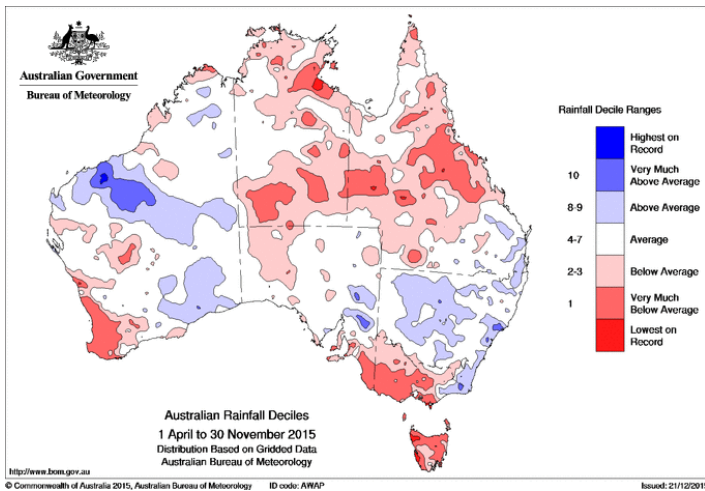 Australian Government
Bureau of Meteorology
Rainfall Decile Ranges
Highest on
Record
10
Very Much
Above Average
8-9
Above Average
4-7
Average
2-3
Below Average
1
Very Much
Below Average
Lowest on
Record
Australian Rainfall Deciles
1 April to 30 November 2015
Distribution Based on Gridded Data
Australian Bureau of Meteorology
http://www.bom.gov.au
© Commonwealth of Australia 2015, Australian Bureau of Meteorology ID code: AWAP Issued: 21/12/2015